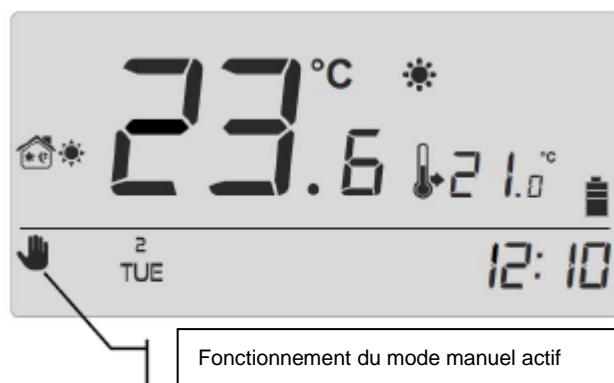 23.6 °C
21.0 °C
2
TUE
12:10
Fonctionnement du mode manuel actif